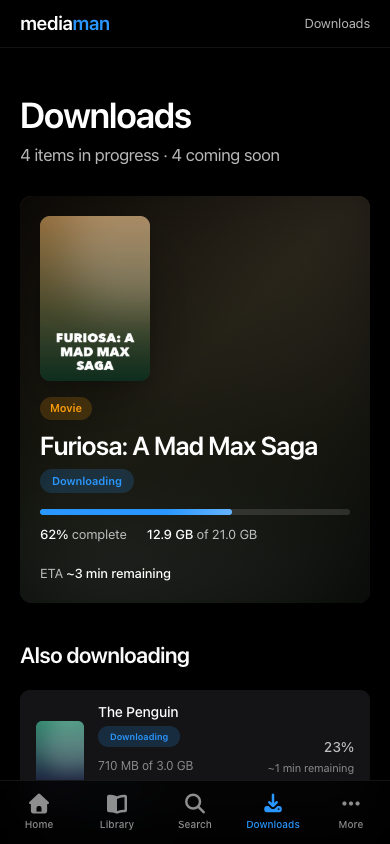 mediaman
Downloads
Downloads
4 items in progress · 4 coming soon
FURIOSA: A
MAD MAX
SAGA
Movie
Furiosa: A Mad Max Saga
Downloading
62% complete 12.9 GB of 21.0 GB
ETA ~3 min remaining
Also downloading
The Penguin
Downloading
23%
710 MB of 3.0 GB
~1 min remaining
Home Library Search Downloads More